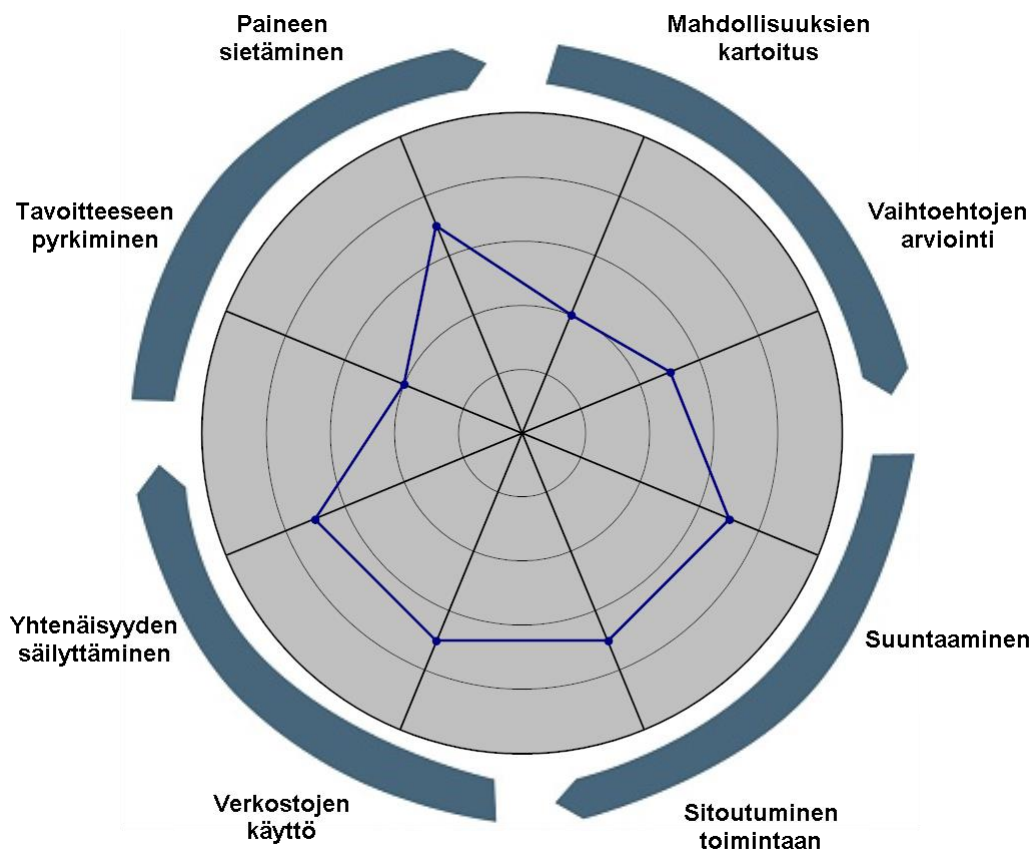 Paineen
sietäminen
Mahdollisuuksien
kartoitus
Tavoitteeseen
pyrkiminen
Vaihtoehtojen
arviointi
Yhtenäisyyden
säilyttäminen
Suuntaaminen
Verkostojen
käyttö
Sitoutuminen
toimintaan